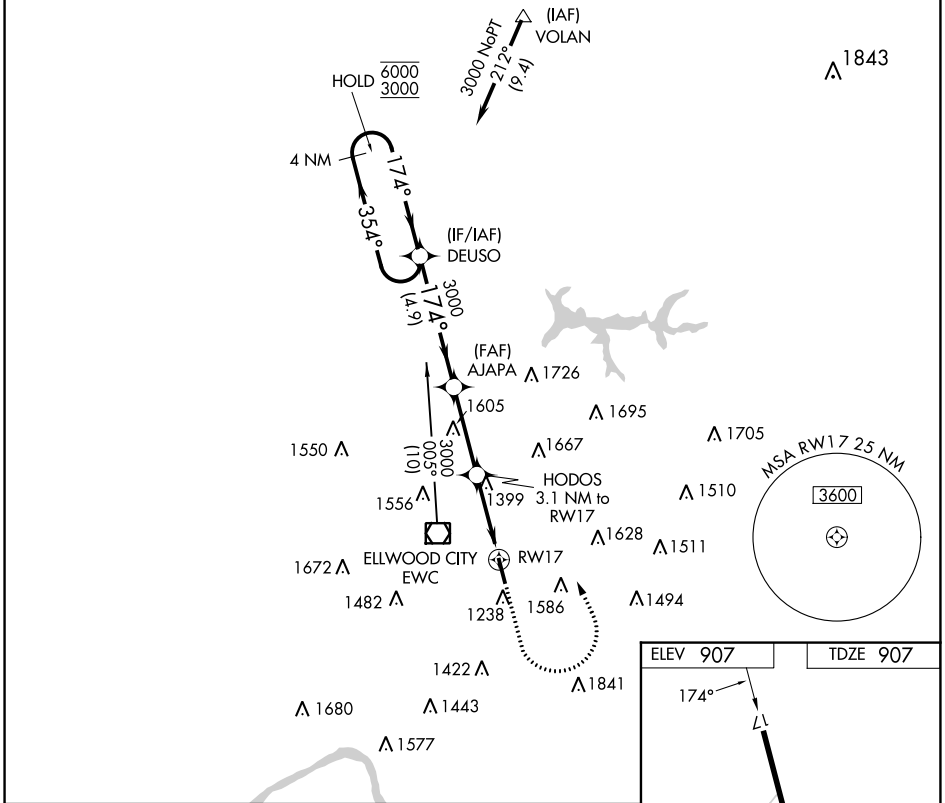 (IAF)
VOLAN
3000 NoPT
212°
(9.4)
1843
HOLD 6000
3000
4 NM
174°
354°
(IF/IAF)
DEUSO
3000
174°
(4.9)
(FAF)
AJAPA
1726
1605
1695
1705
1550
1667
3000
005°
(10)
HODOS
3.1 NM to
RW17
1556
1399
1510
MSA RW17 25 NM
3600
1628
1511
ELLWOOD CITY
EWC
RW17
1672
1482
1238
1586
1494
1422
1841
1680
1443
1577
ELEV 907
TDZE 907
174°
17